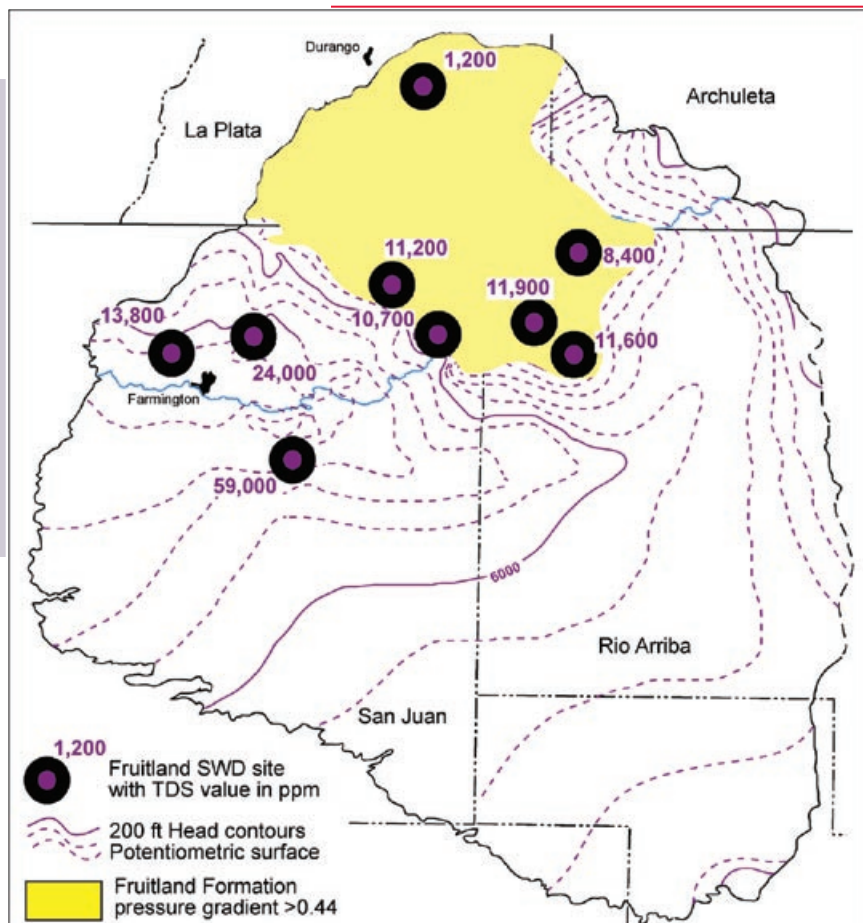 Durango
1,200
Archuleta
La Plata
11,200
8,400
13,800
11,900
10,700
11,600
24,000
Farmington
59,000
6000
Rio Arriba
San Juan
1,200
Fruitland SWD site
with TDS value in ppm
200 ft Head contours
Potentiometric surface
Fruitland Formation
pressure gradient >0.44